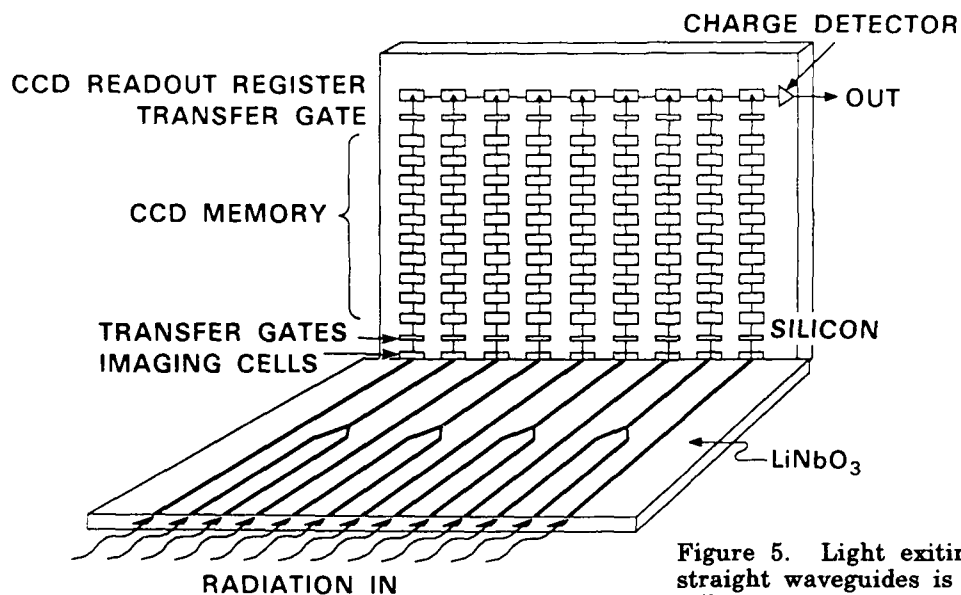 CHARGE DETECTOR
CCD READOUT REGISTER
OUT
TRANSFER GATE
CCD MEMORY
TRANSFER GATES
SILICON
IMAGING CELLS
LiNbO3
RADIATION IN
Figure 5. Light exitin
straight waveguides is